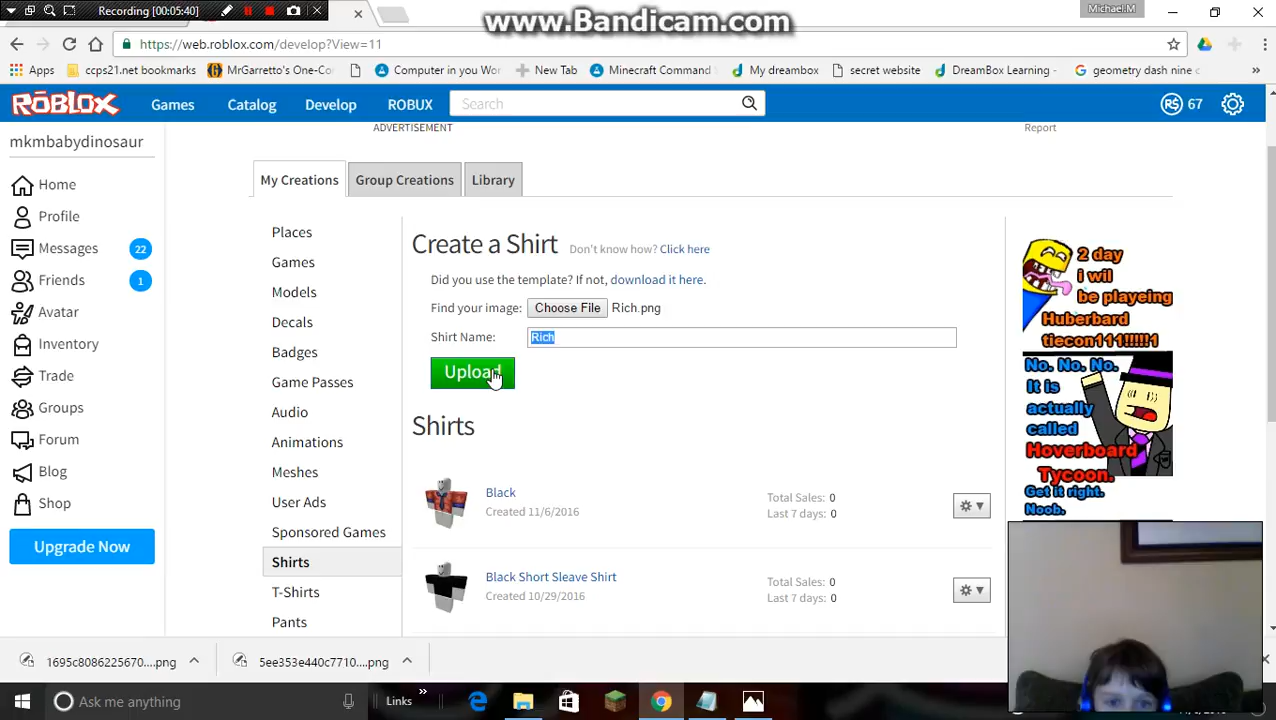 Recording [00:05:40]
www.Bandicam.com
Michael.M
https://web.roblox.com/develop?View=11
Apps
ccps21.net bookmarks
MrGarretto's One-Co
Computer in you Wor
New Tab
Minecraft Command
My dreambox
secret website
DreamBox Learning -
geometry dash nine c
ROBLOX
Games
Catalog
Develop
ROBUX
Search
R$ 67
mkmbabydinosaur
ADVERTISEMENT
Report
Home
Profile
Messages 22
Friends 1
Avatar
Inventory
Trade
Groups
Forum
Blog
Shop
Upgrade Now
My Creations
Group Creations
Library
Places
Games
Models
Decals
Badges
Game Passes
Audio
Animations
Meshes
User Ads
Sponsored Games
Shirts
T-Shirts
Pants
Create a Shirt
Don't know how? Click here
Did you use the template? If not, download it here.
Find your image: Choose File Rich.png
Shirt Name: Rich
Upload
Shirts
Black
Created 11/6/2016
Total Sales: 0
Last 7 days: 0
Black Short Sleave Shirt
Created 10/29/2016
Total Sales: 0
Last 7 days: 0
2 day
i wil
be playeing
Huberbard
tiecon111!!!!!1
No. No. No.
It is
actually
called
Hoverboard
Tycoon.
Get it right.
Noob.
1695c8086225670....png
5ee353e440c7710....png
Ask me anything
Links